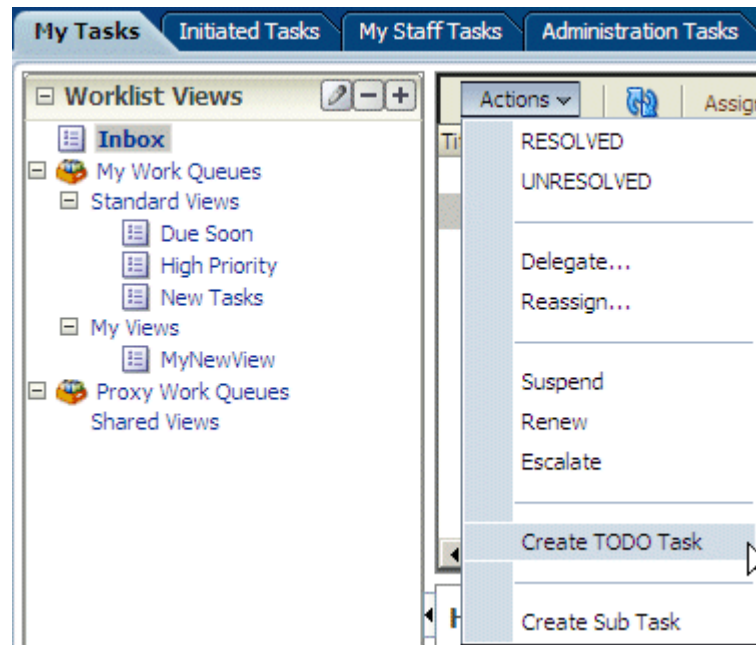 My Tasks Initiated Tasks My Staff Tasks Administration Tasks
Worklist Views
Inbox
My Work Queues
Standard Views
Due Soon
High Priority
New Tasks
My Views
MyNewView
Proxy Work Queues
Shared Views
Actions
RESOLVED
UNRESOLVED
Delegate...
Reassign...
Suspend
Renew
Escalate
Create TODO Task
Create Sub Task